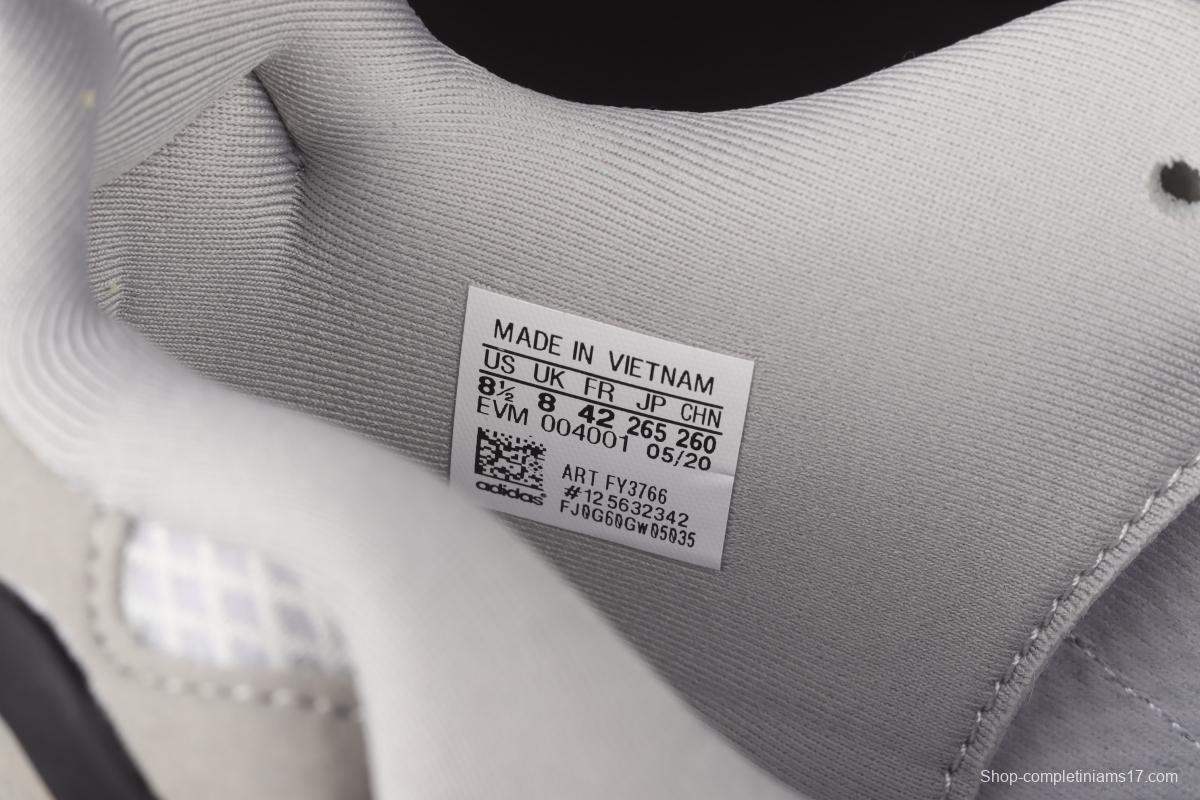 MADE IN VIETNAM
US UK FR JP CHN
8½ 8 42 265 260
EVM 004001 05/20
ART FY3766
#125632342
FJ0G60GW05035
adidas
Shop-completiniams17.com